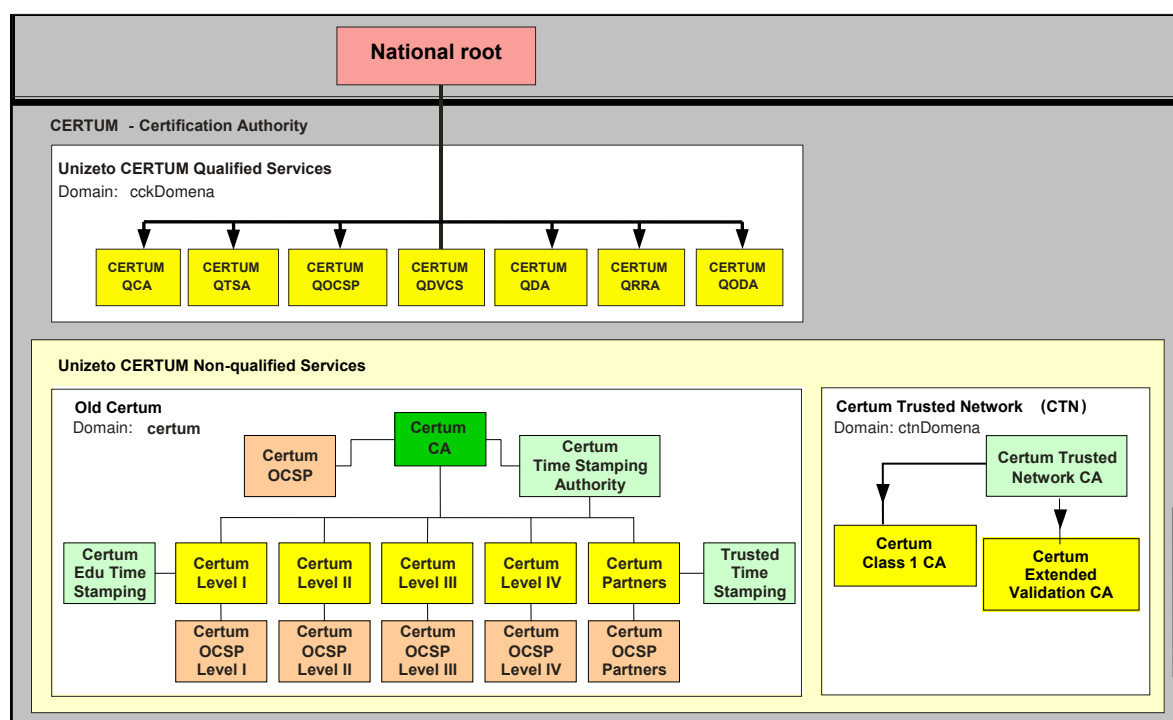 National root
CERTUM - Certification Authority
Unizeto CERTUM Qualified Services
Domain: cckDomena
CERTUM
QCA
CERTUM
QTSA
CERTUM
QOCSP
CERTUM
QDVCS
CERTUM
QDA
CERTUM
QRRA
CERTUM
QODA
Unizeto CERTUM Non-qualified Services
Old Certum
Domain: certum
Certum
OCSP
Certum
CA
Certum
Time Stamping
Authority
Certum
Edu Time
Stamping
Certum
Level I
Certum
Level II
Certum
Level III
Certum
Level IV
Certum
Partners
Trusted
Time
Stamping
Certum
OCSP
Level I
Certum
OCSP
Level II
Certum
OCSP
Level III
Certum
OCSP
Level IV
Certum
OCSP
Partners
Certum Trusted Network (CTN)
Domain: ctnDomena
Certum Trusted
Network CA
Certum
Class 1 CA
Certum
Extended
Validation CA